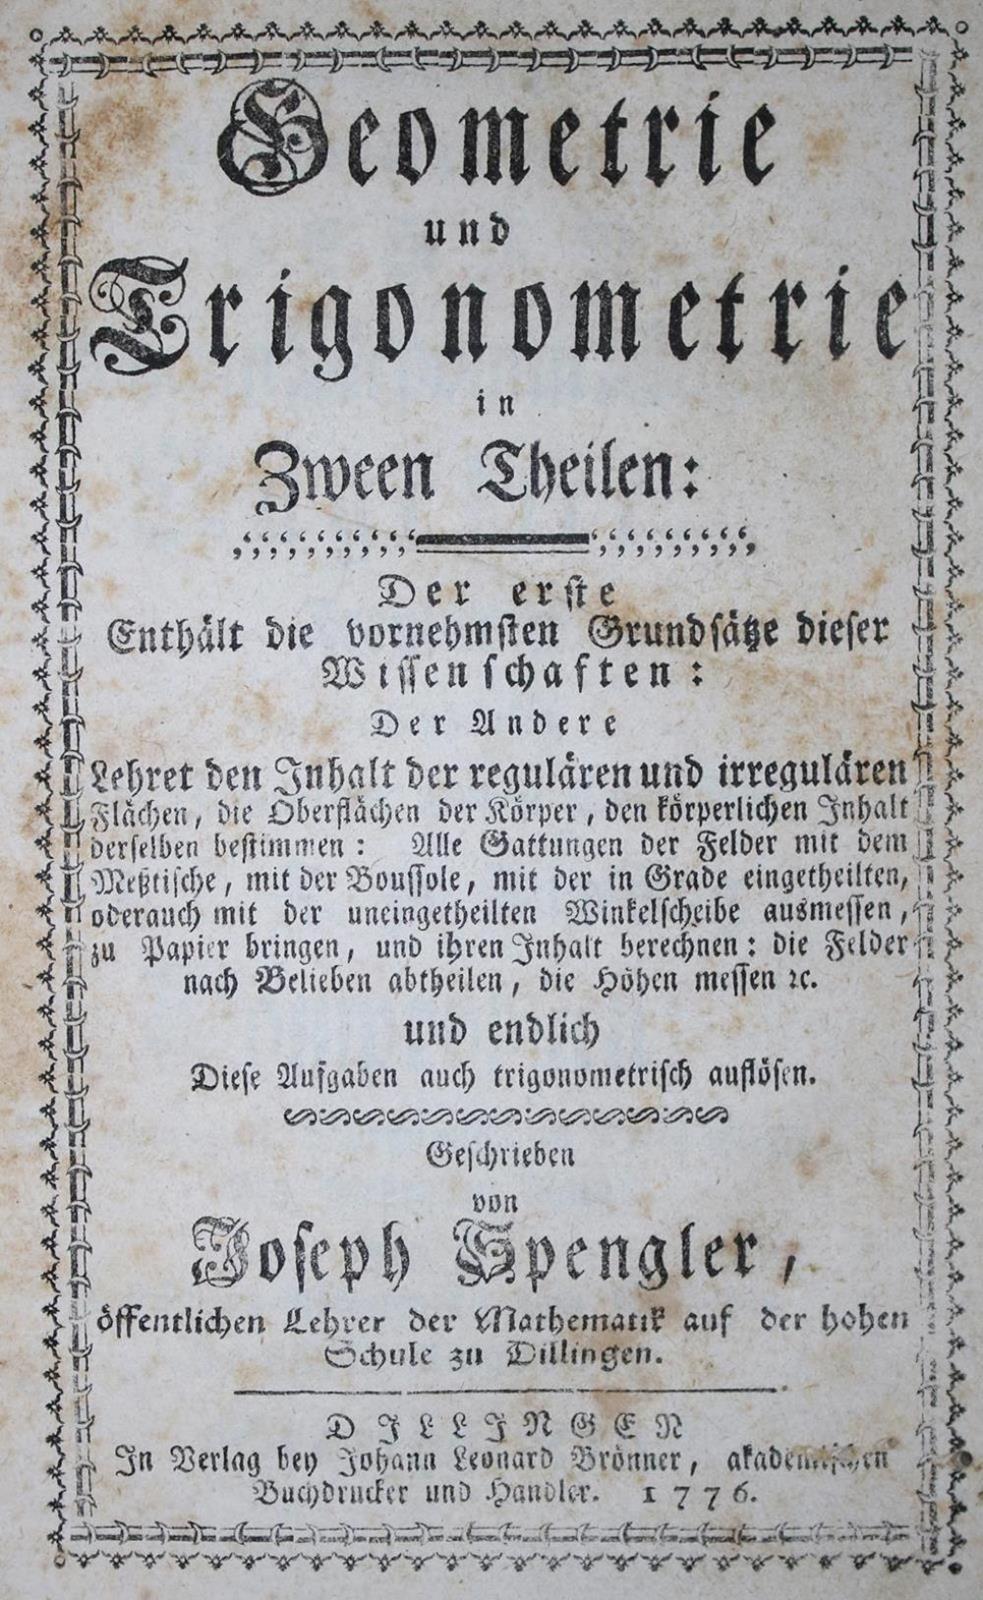 Geometrie
und
Trigonometrie
in
Zween Theilen:
Der erste
Enthält die vornehmsten Grundsätze dieser
Wissenschaften:
Der Andere
Lehret den Inhalt der regulären und irregulären
Flächen, die Oberflächen der Körper, den körperlichen Inhalt
derselben bestimmen: Alle Gattungen der Felder mit dem
Meßtische, mit der Boussole, mit der in Grade eingetheilten,
oderauch mit der uneingetheilten Winkelscheibe ausmessen,
zu Papier bringen, und ihren Inhalt berechnen: die Felder
nach Belieben abtheilen, die Höhen messen ꝛc.
und endlich
Diese Aufgaben auch trigonometrisch auflösen.
Geschrieben
von
Joseph Spengler,
öffentlichen Lehrer der Mathematik auf der hohen
Schule zu Dillingen.
DILLINGEN
In Verlag bey Johann Leonard Brönner, akademischen
Buchdrucker und Handler. 1776.